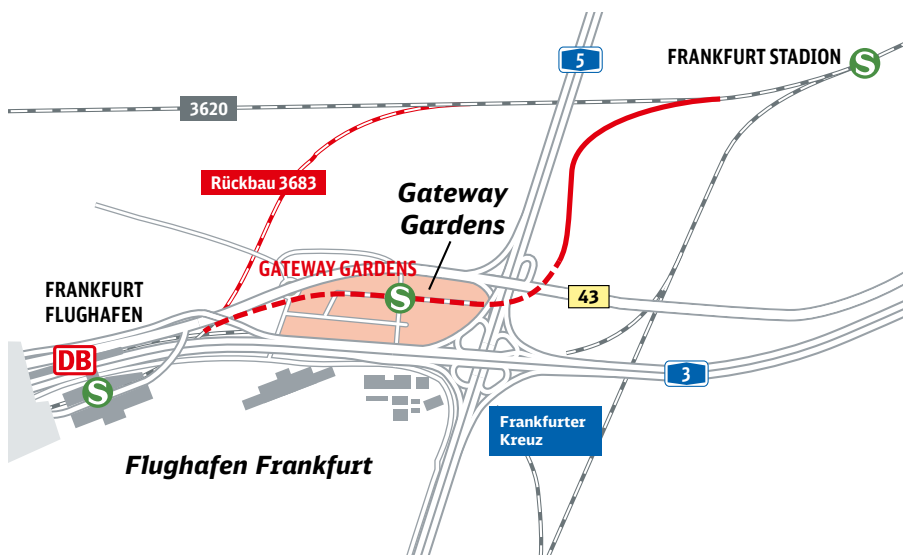 5
FRANKFURT STADION
S
3620
Rückbau 3683
Gateway
Gardens
GATEWAY GARDENS
S
FRANKFURT
FLUGHAFEN
43
DB
S
3
Frankfurter
Kreuz
Flughafen Frankfurt